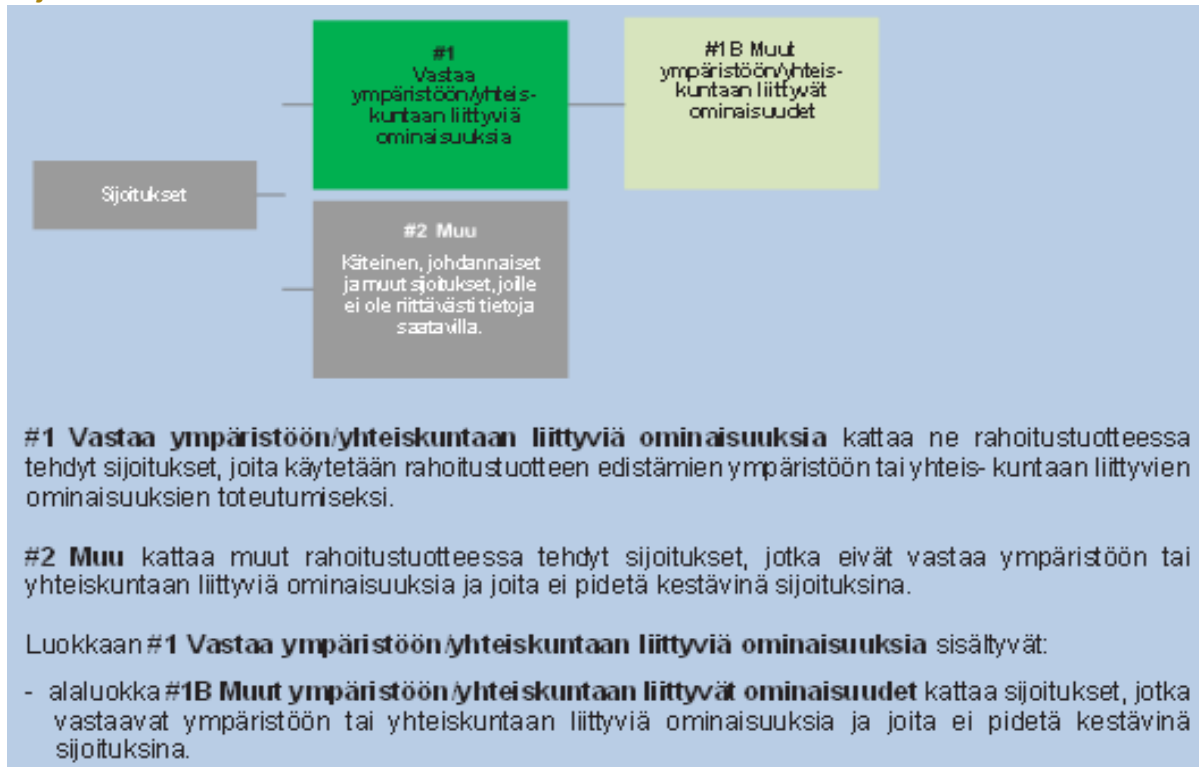 #1
Vastaa
ympäristöön/yhteis-
kuntaan liittyviä
ominaisuuksia
#1B Muut
ympäristöön/yhteis-
kuntaan liittyvät
ominaisuudet
Sijoitukset
#2 Muu
Käteinen, johdannaiset
ja muut sijoitukset, joille
ei ole riittävästi tietoja
saatavilla.
#1 Vastaa ympäristöön/yhteiskuntaan liittyviä ominaisuuksia kattaa ne rahoitustuotteessa
tehdyt sijoitukset, joita käytetään rahoitustuotteen edistämien ympäristöön tai yhteis- kuntaan liittyvien
ominaisuuksien toteutumiseksi.
#2 Muu kattaa muut rahoitustuotteessa tehdyt sijoitukset, jotka eivät vastaa ympäristöön tai
yhteiskuntaan liittyviä ominaisuuksia ja joita ei pidetä kestävinä sijoituksina.
Luokkaan #1 Vastaa ympäristöön/yhteiskuntaan liittyviä ominaisuuksia sisältyvät:
- alaluokka #1B Muut ympäristöön/yhteiskuntaan liittyvät ominaisuudet kattaa sijoitukset, jotka
vastaavat ympäristöön tai yhteiskuntaan liittyviä ominaisuuksia ja joita ei pidetä kestävinä
sijoituksina.